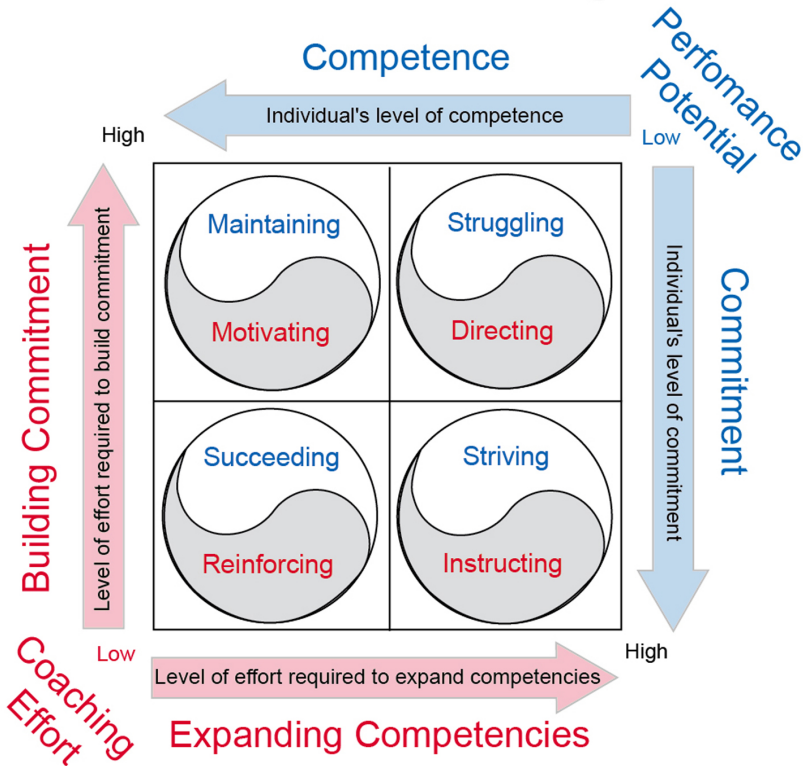 Competence
Perfomance
Potential
Individual's level of competence
High
Low
Maintaining
Motivating
Struggling
Directing
Succeeding
Reinforcing
Striving
Instructing
Building Commitment
Level of effort required to build commitment
Individual's level of commitment
Commitment
Low
High
Level of effort required to expand competencies
Coaching
Effort
Expanding Competencies